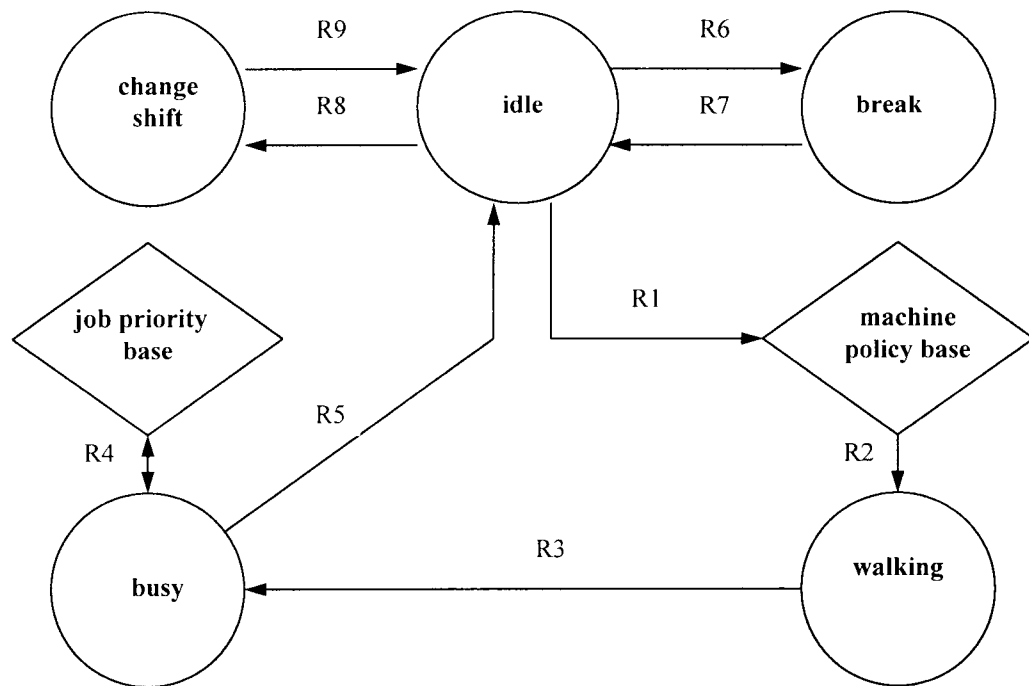 R9
R6
change
shift
idle
break
R8
R7
job priority
base
R1
machine
policy base
R5
R4
R2
R3
busy
walking